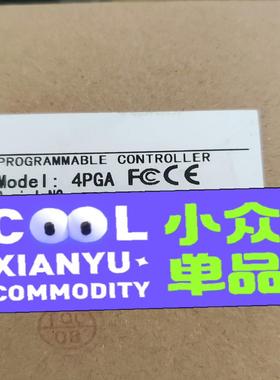 PROGRAMMABLE CONTROLLER
Model: 4PGA FC CE
COOL
XIANYU
COMMODITY
小众
单品